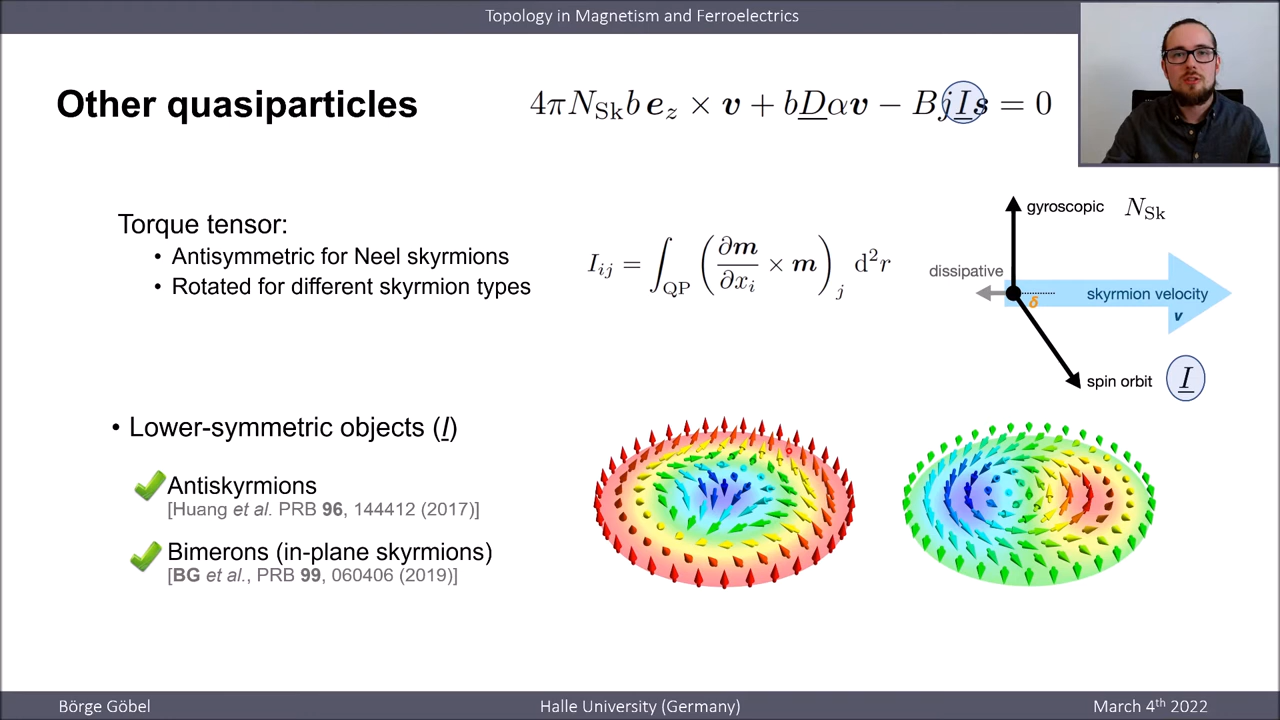 Topology in Magnetism and Ferroelectrics
Other quasiparticles
4πN_Sk b e_z × v + bDαv − BjIs = 0
Torque tensor:
• Antisymmetric for Neel skyrmions
• Rotated for different skyrmion types
I_ij = ∫_QP (∂m/∂x_i × m)_j d²r
gyroscopic N_Sk
dissipative
skyrmion velocity
δ
v
spin orbit I
• Lower-symmetric objects (I)
Antiskyrmions
[Huang et al. PRB 96, 144412 (2017)]
Bimerons (in-plane skyrmions)
[BG et al., PRB 99, 060406 (2019)]
Börge Göbel
Halle University (Germany)
March 4th 2022